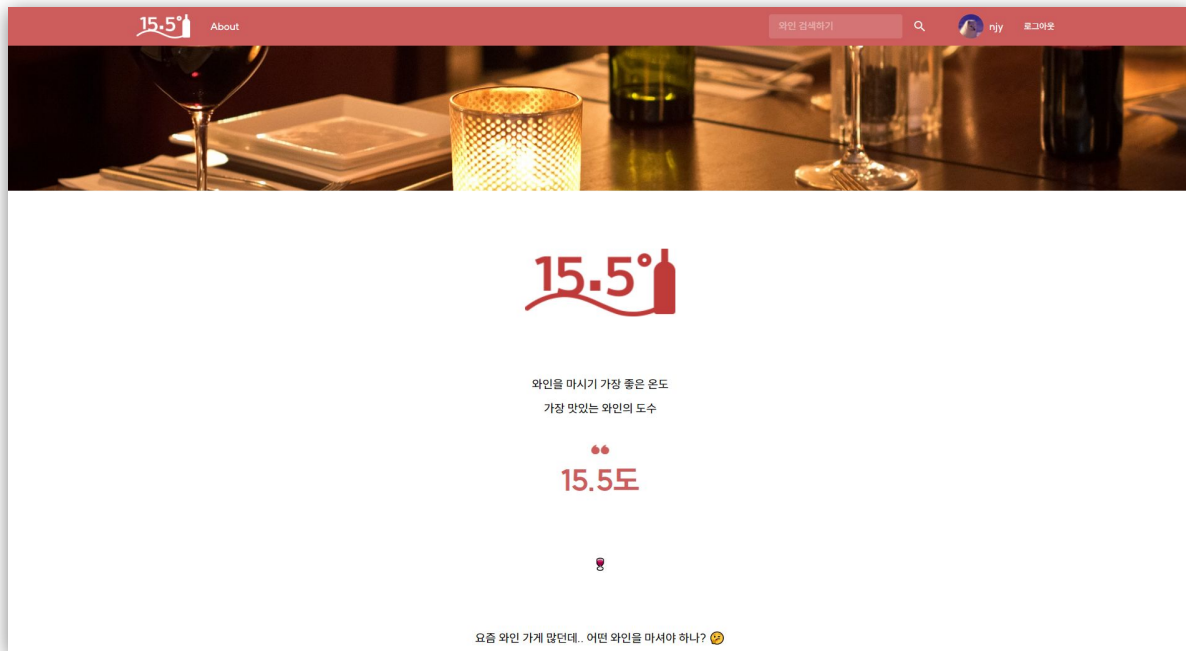 15.5°
About
와인 검색하기
njy
로그아웃
15.5°
와인을 마시기 가장 좋은 온도
가장 맛있는 와인의 도수
❝
15.5도
🍷
요즘 와인 가게 많던데.. 어떤 와인을 마셔야 하나? 🤔